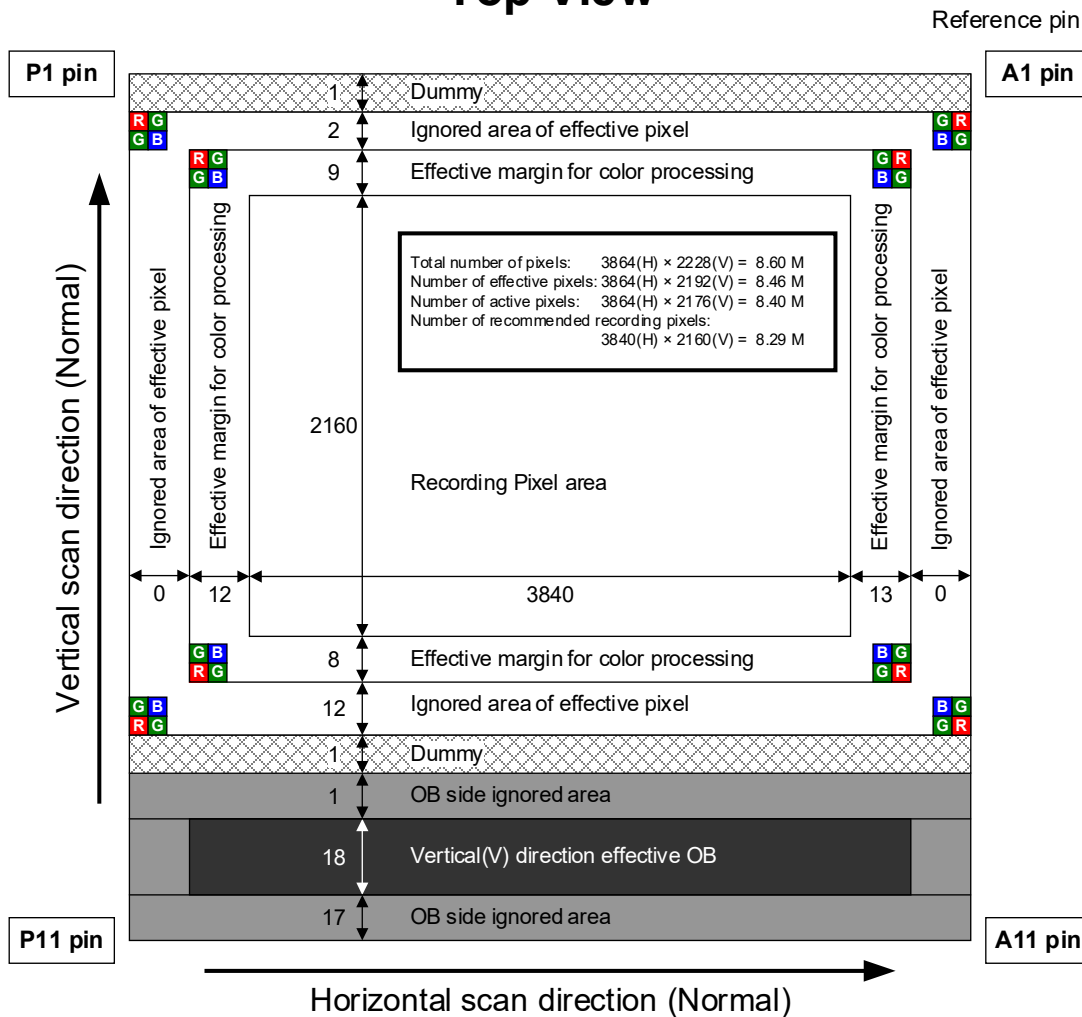 Top View
Reference pin
P1 pin
A1 pin
1 Dummy
R G G R
G B B G
2 Ignored area of effective pixel
R G G R
G B B G
9 Effective margin for color processing
Total number of pixels: 3864(H) × 2228(V) = 8.60 M
Number of effective pixels: 3864(H) × 2192(V) = 8.46 M
Number of active pixels: 3864(H) × 2176(V) = 8.40 M
Number of recommended recording pixels:
3840(H) × 2160(V) = 8.29 M
Vertical scan direction (Normal)
Ignored area of effective pixel
Effective margin for color processing
Effective margin for color processing
Ignored area of effective pixel
2160
Recording Pixel area
0 12 3840 13 0
G B B G
R G G R
8 Effective margin for color processing
12 Ignored area of effective pixel
G B B G
R G G R
1 Dummy
1 OB side ignored area
18 Vertical(V) direction effective OB
17 OB side ignored area
P11 pin
A11 pin
Horizontal scan direction (Normal)